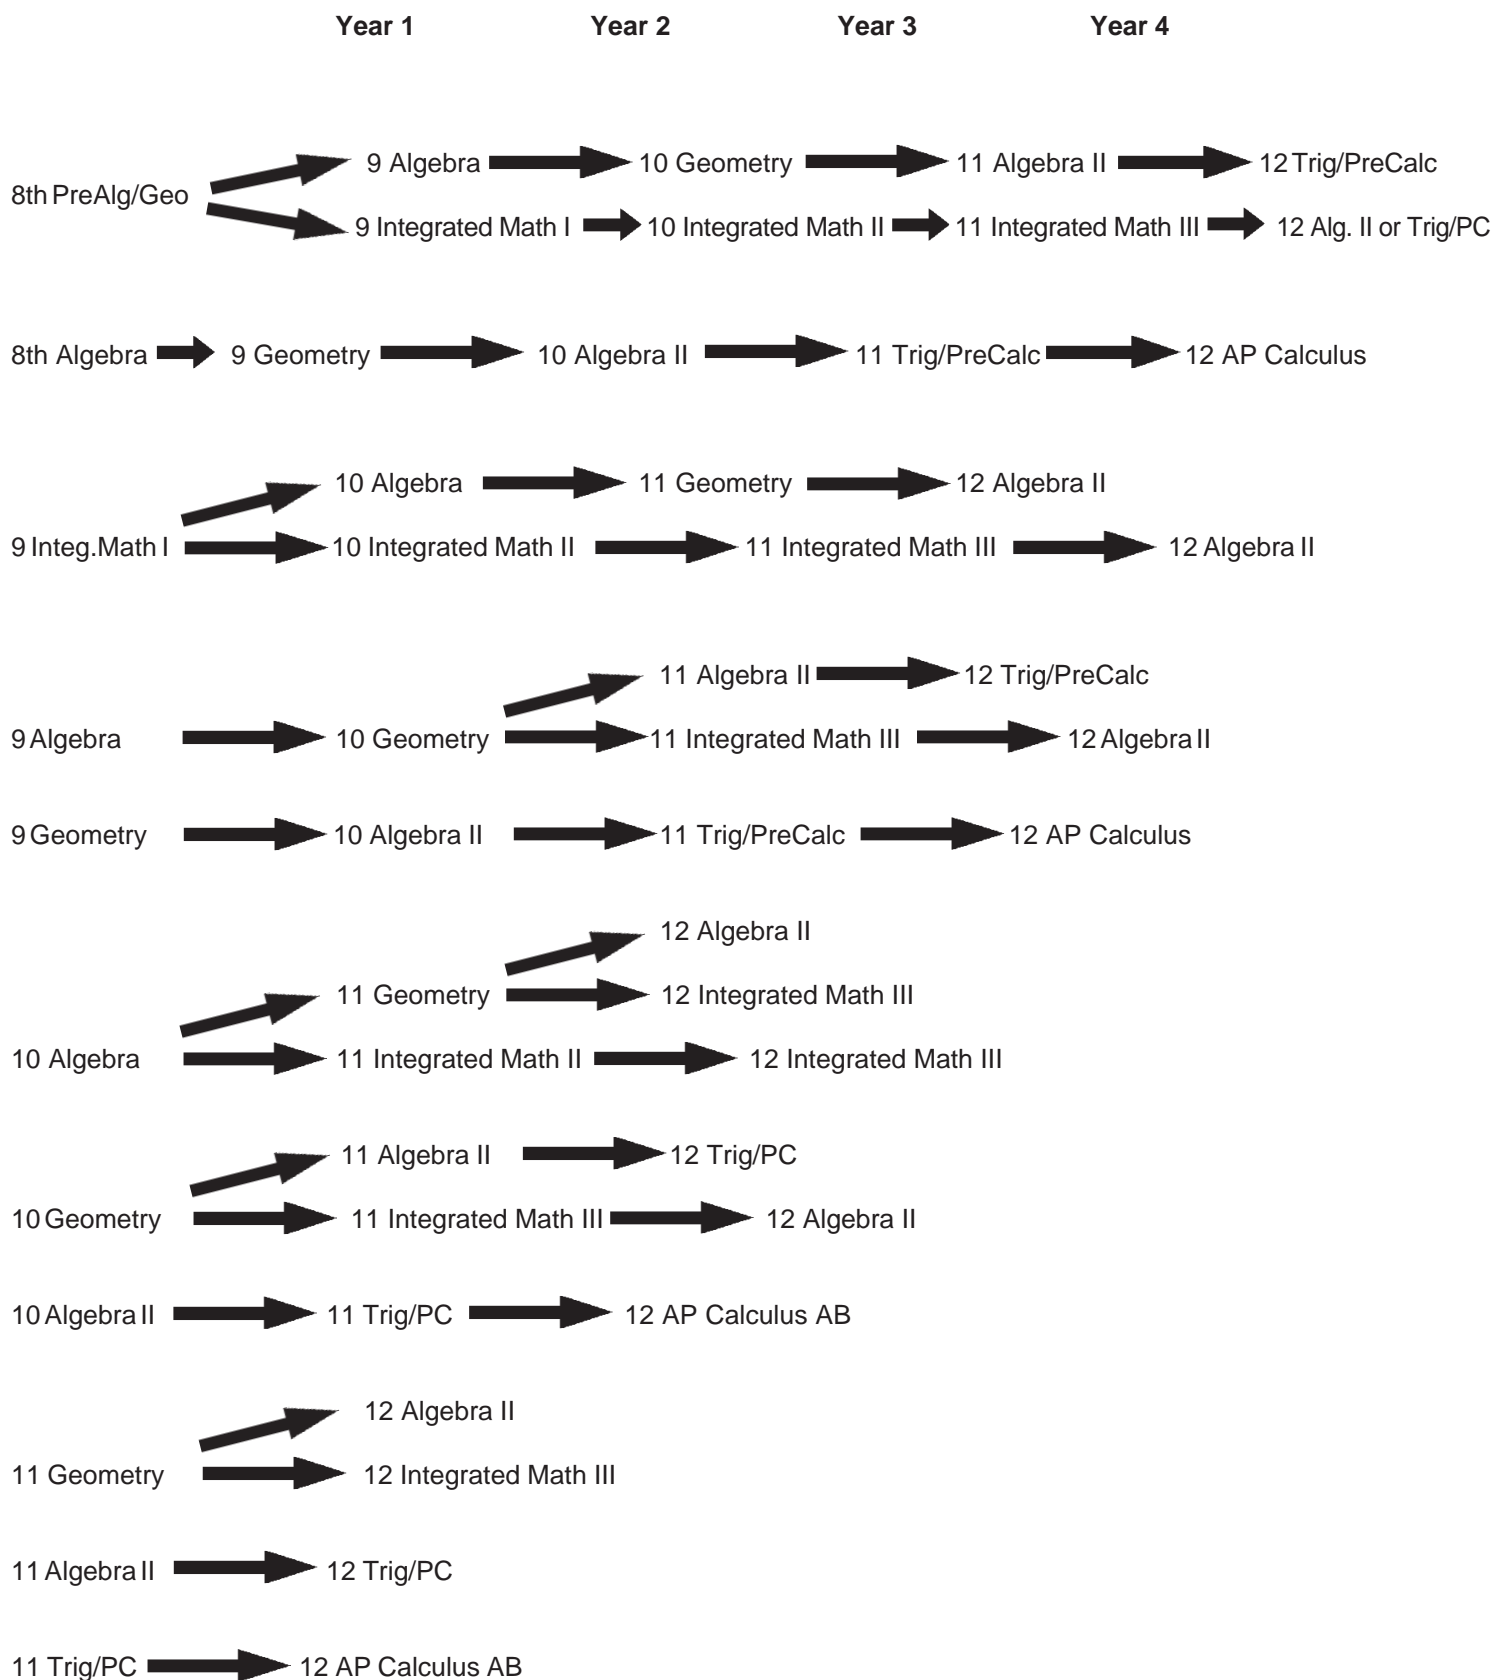 Year 1 Year 2 Year 3 Year 4
9 Algebra 10 Geometry 11 Algebra II 12 Trig/PreCalc
8th PreAlg/Geo
9 Integrated Math I 10 Integrated Math II 11 Integrated Math III 12 Alg. II or Trig/PC
8th Algebra 9 Geometry 10 Algebra II 11 Trig/PreCalc 12 AP Calculus
10 Algebra 11 Geometry 12 Algebra II
9 Integ.Math I 10 Integrated Math II 11 Integrated Math III 12 Algebra II
11 Algebra II 12 Trig/PreCalc
9 Algebra 10 Geometry 11 Integrated Math III 12 Algebra II
9 Geometry 10 Algebra II 11 Trig/PreCalc 12 AP Calculus
12 Algebra II
11 Geometry 12 Integrated Math III
10 Algebra 11 Integrated Math II 12 Integrated Math III
11 Algebra II 12 Trig/PC
10 Geometry 11 Integrated Math III 12 Algebra II
10 Algebra II 11 Trig/PC 12 AP Calculus AB
12 Algebra II
11 Geometry 12 Integrated Math III
11 Algebra II 12 Trig/PC
11 Trig/PC 12 AP Calculus AB